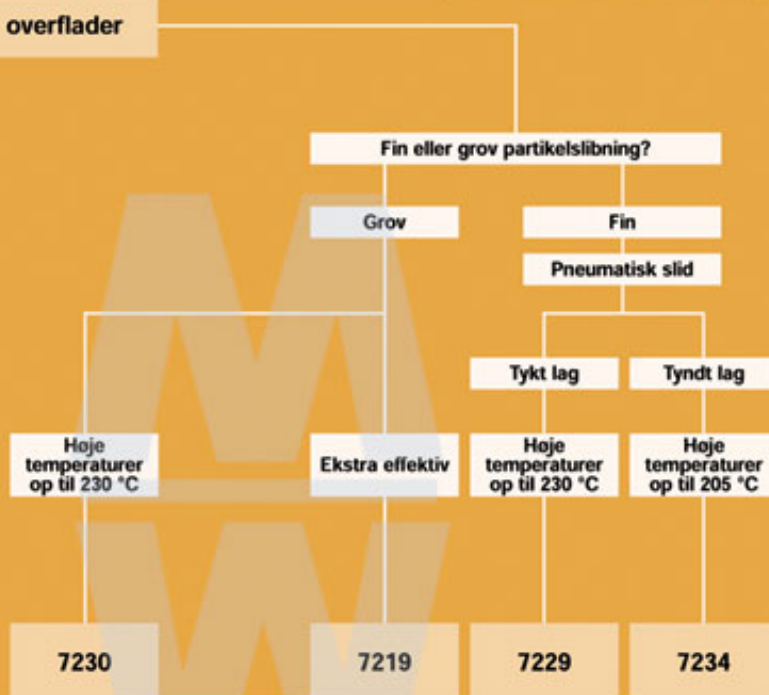 overflader
Fin eller grov partikelslibning?
Grov
Fin
Pneumatisk slid
Tykt lag
Tyndt lag
Høje
temperaturer
op til 230 °C
Ekstra effektiv
Høje
temperaturer
op til 230 °C
Høje
temperaturer
op til 205 °C
7230
7219
7229
7234